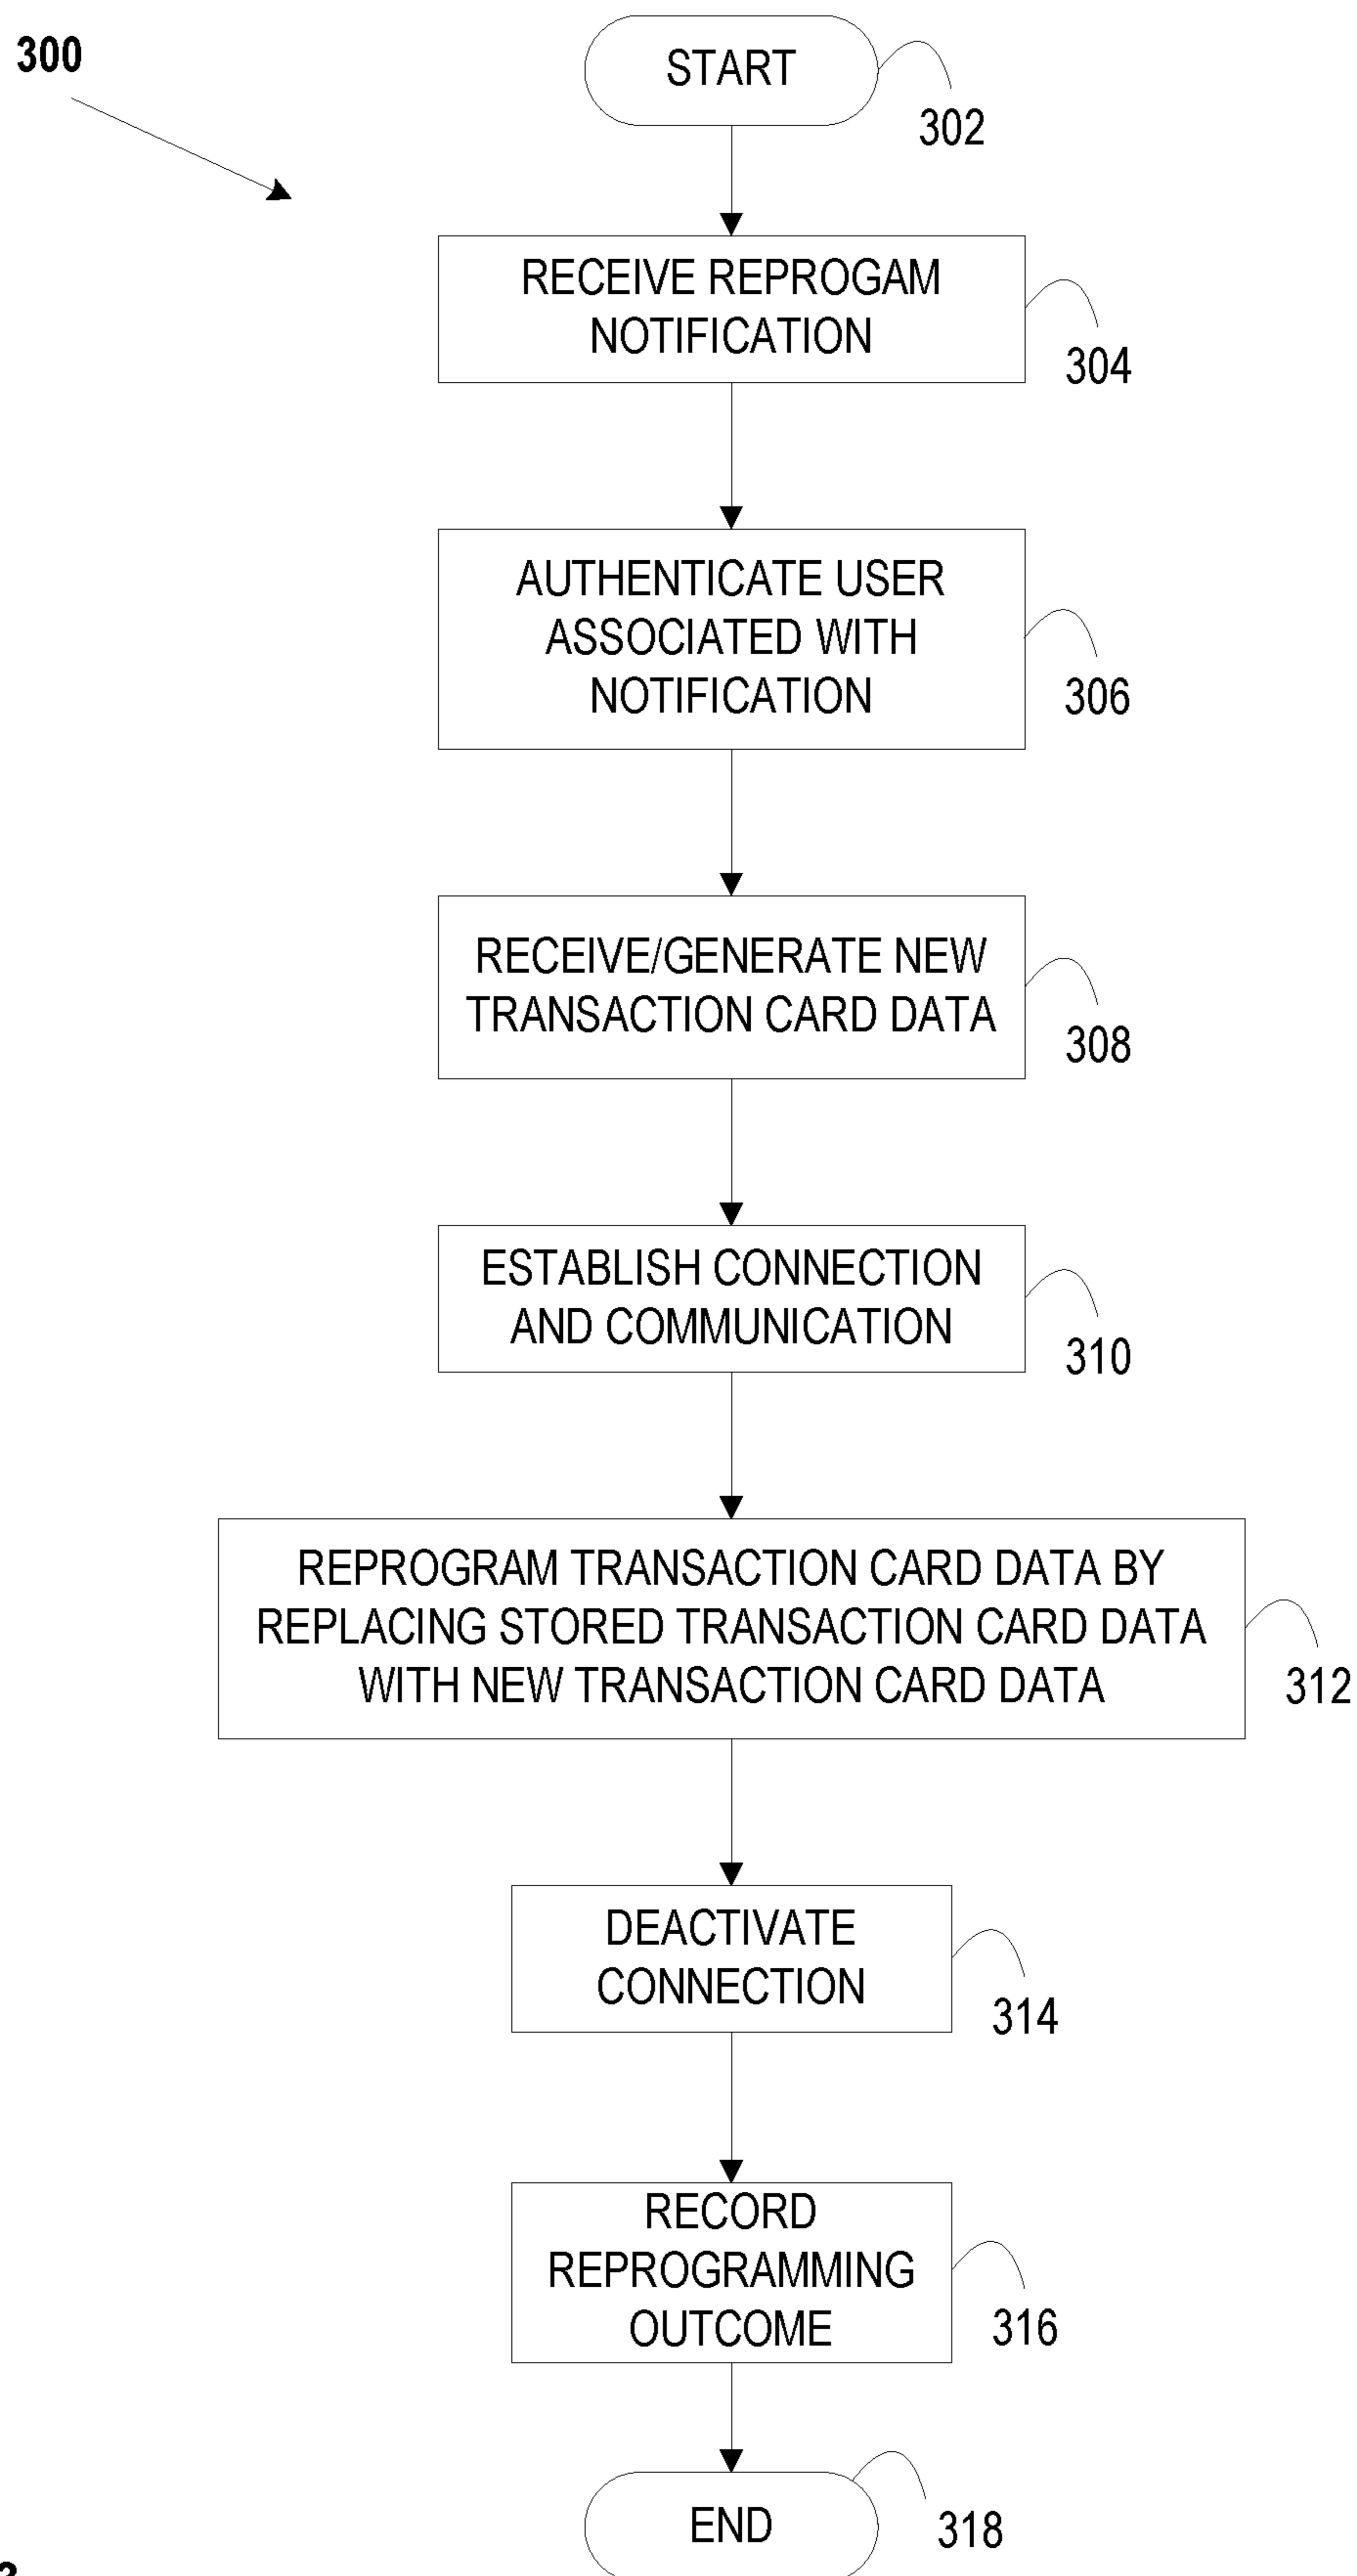 300
START
302
RECEIVE REPROGAM
NOTIFICATION
304
AUTHENTICATE USER
ASSOCIATED WITH
NOTIFICATION
306
RECEIVE/GENERATE NEW
TRANSACTION CARD DATA
308
ESTABLISH CONNECTION
AND COMMUNICATION
310
REPROGRAM TRANSACTION CARD DATA BY
REPLACING STORED TRANSACTION CARD DATA
WITH NEW TRANSACTION CARD DATA
312
DEACTIVATE
CONNECTION
314
RECORD
REPROGRAMMING
OUTCOME
316
END
318